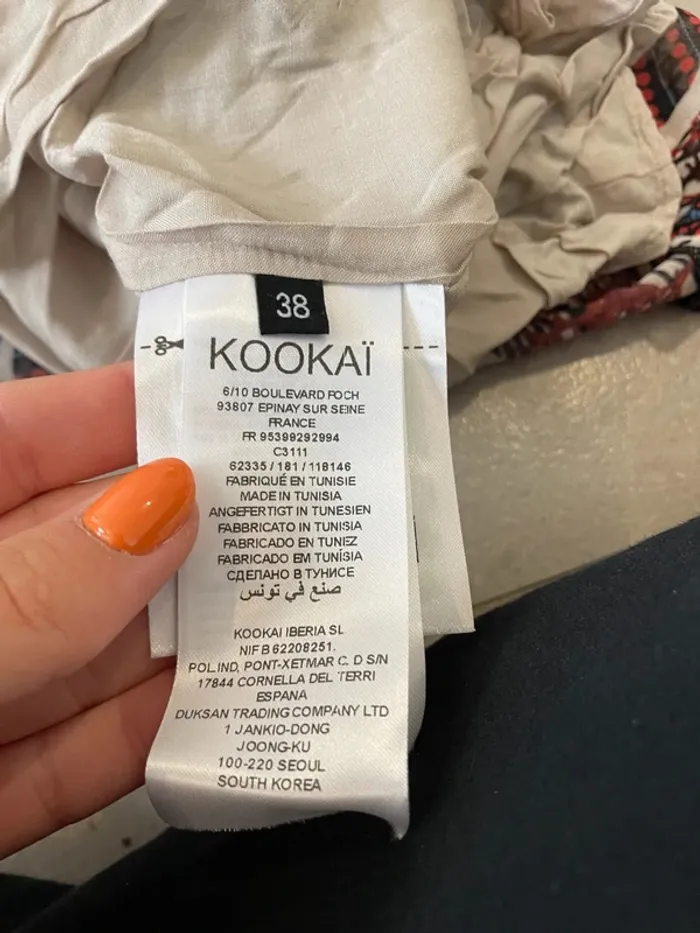 38
KOOKAÏ
6/10 BOULEVARD FOCH
93807 EPINAY SUR SEINE
FRANCE
FR 95399292994
C3111
62335 / 181 / 118146
FABRIQUÉ EN TUNISIE
MADE IN TUNISIA
ANGEFERTIGT IN TUNESIEN
FABBRICATO IN TUNISIA
FABRICADO EN TUNEZ
FABRICADO EM TUNÍSIA
СДЕЛАНО В ТУНИСЕ
صنع في تونس
KOOKAI IBERIA SL
NIF B 62208251.
POL.IND, PONT-XETMAR C. D S/N
17844 CORNELLA DEL TERRI
ESPANA
DUKSAN TRADING COMPANY LTD
1 JANKIO-DONG
JOONG-KU
100-220 SEOUL
SOUTH KOREA